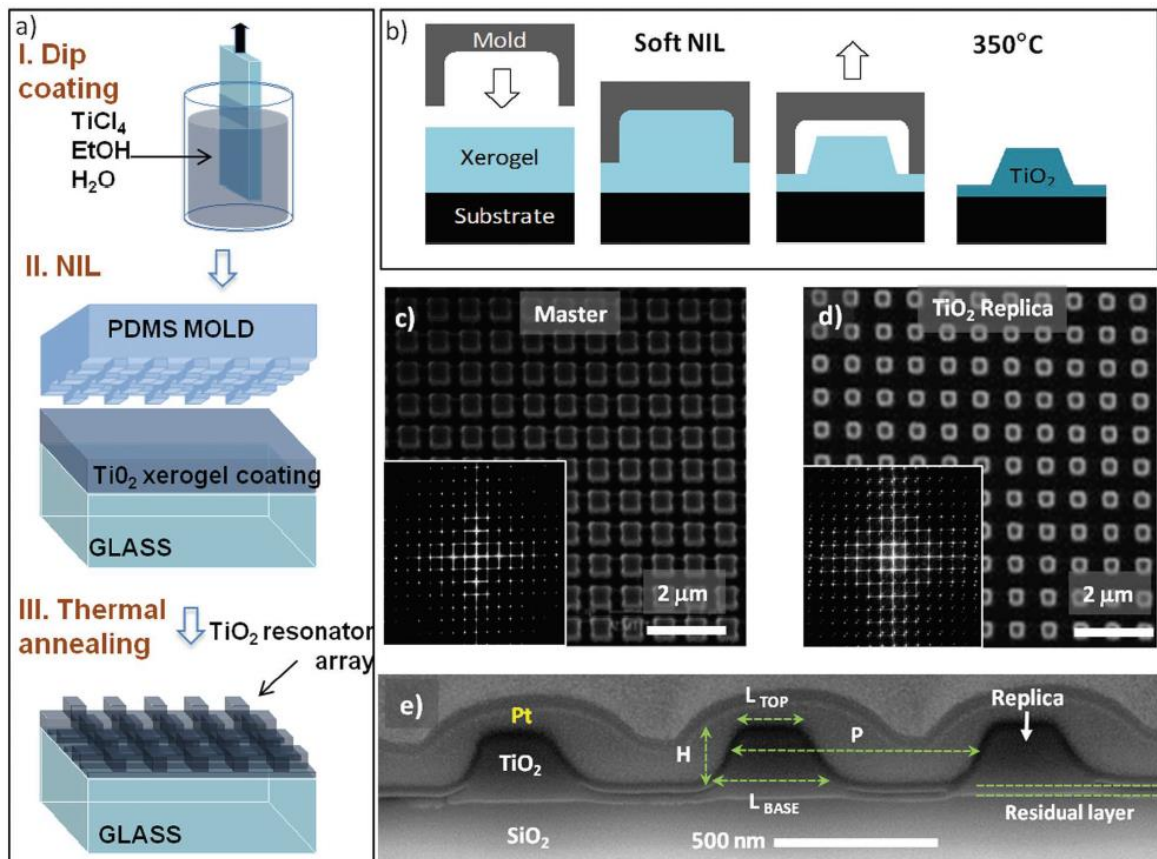 a)
I. Dip
coating
TiCl₄
EtOH
H₂O
II. NIL
PDMS MOLD
Ti0₂ xerogel coating
GLASS
III. Thermal
annealing
TiO₂ resonator
array
GLASS
b)
Mold
Xerogel
Substrate
Soft NIL
350°C
TiO₂
c)
Master
2 μm
d)
TiO₂ Replica
2 μm
e)
Pt
TiO₂
SiO₂
L TOP
H
P
L BASE
500 nm
Replica
Residual layer